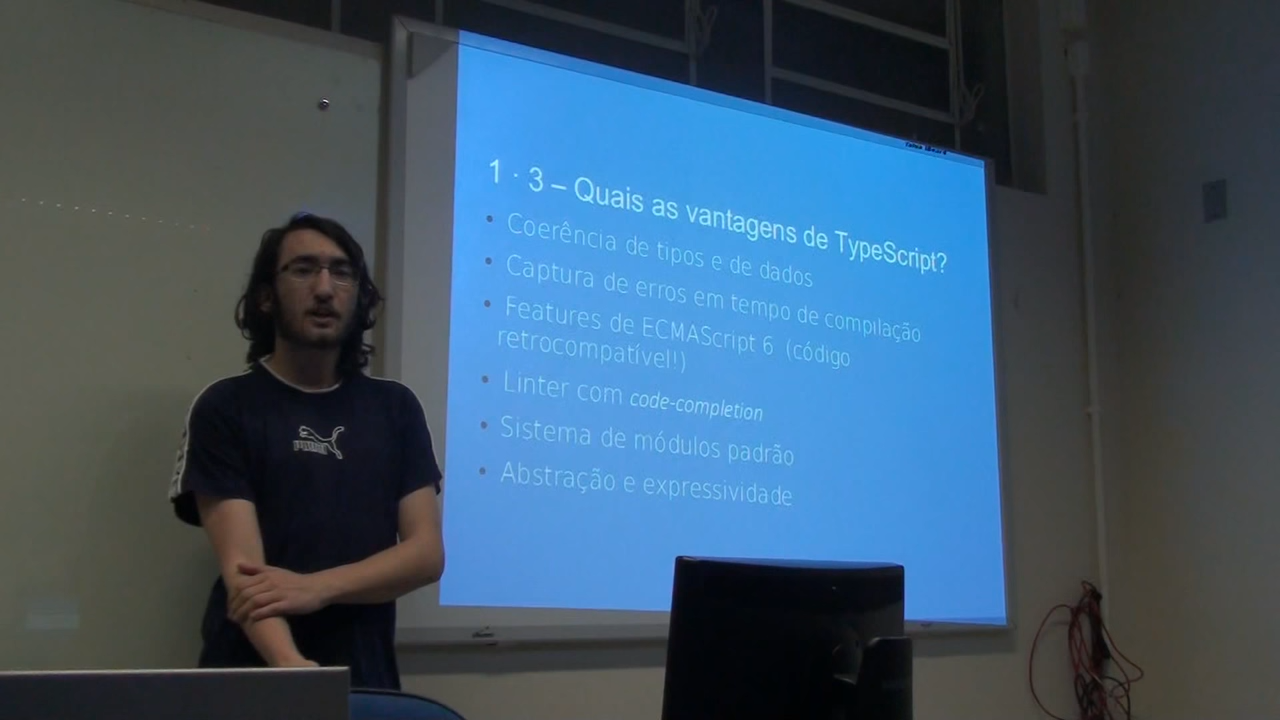 1 · 3 – Quais as vantagens de TypeScript?
• Coerência de tipos e de dados
• Captura de erros em tempo de compilação
• Features de ECMAScript 6 (código
retrocompatível!)
• Linter com code-completion
• Sistema de módulos padrão
• Abstração e expressividade
PUMA